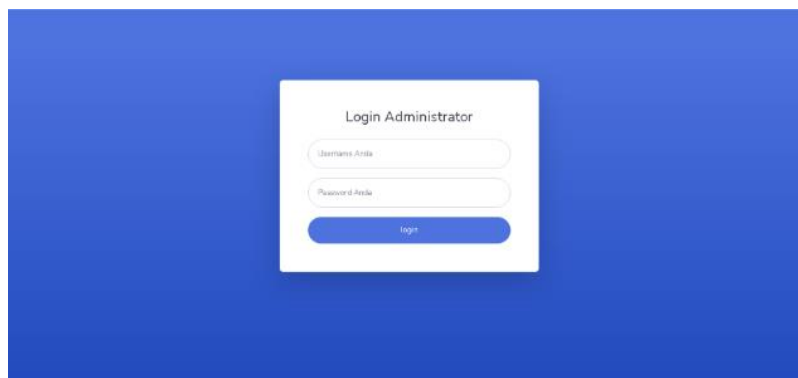 Login Administrator
Username Anda
Password Anda
login